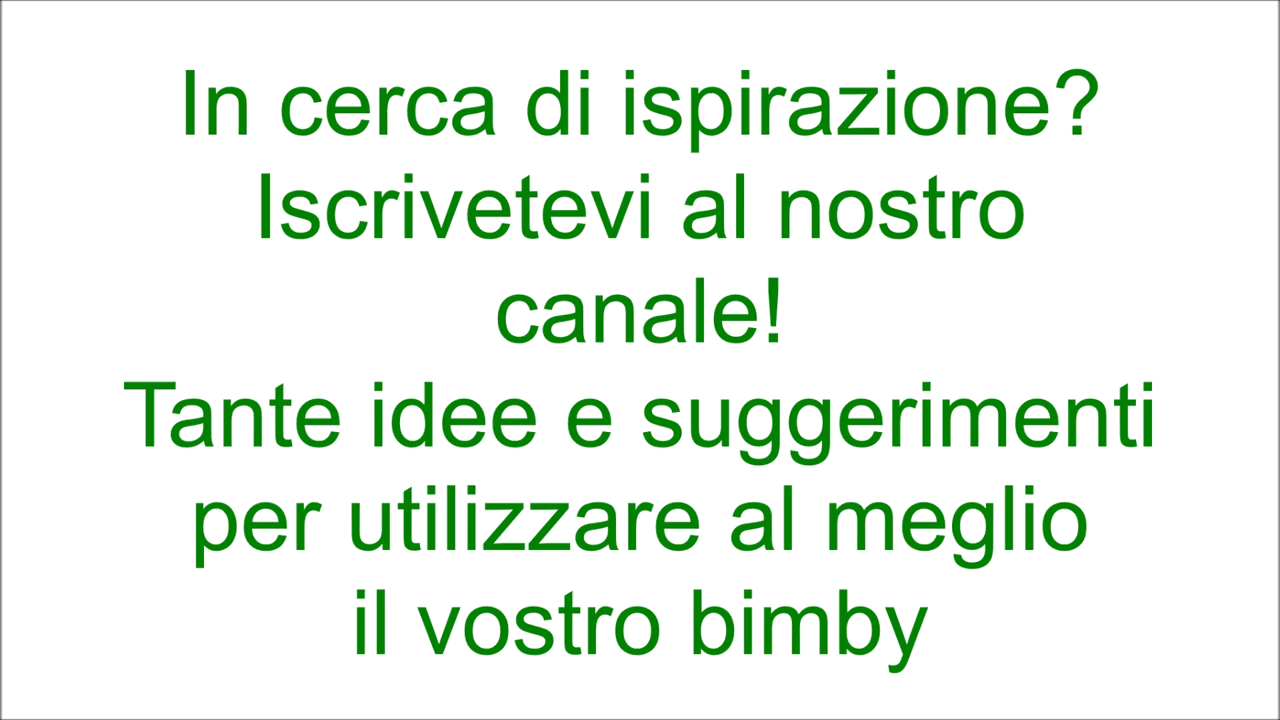 In cerca di ispirazione?
Iscrivetevi al nostro
canale!
Tante idee e suggerimenti
per utilizzare al meglio
il vostro bimby